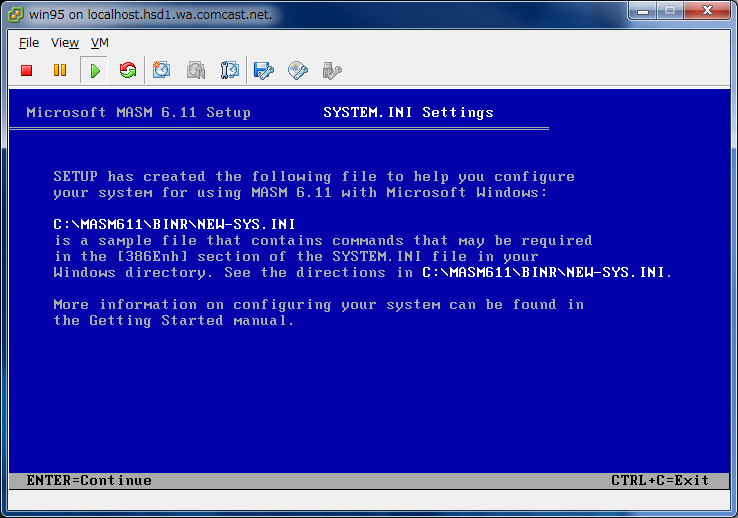 win95 on localhost.hsd1.wa.comcast.net.
File View VM
Microsoft MASM 6.11 Setup SYSTEM.INI Settings
SETUP has created the following file to help you configure
your system for using MASM 6.11 with Microsoft Windows:
C:\MASM611\BINR\NEW-SYS.INI
is a sample file that contains commands that may be required
in the [386Enh] section of the SYSTEM.INI file in your
Windows directory. See the directions in C:\MASM611\BINR\NEW-SYS.INI.
More information on configuring your system can be found in
the Getting Started manual.
ENTER=Continue CTRL+C=Exit